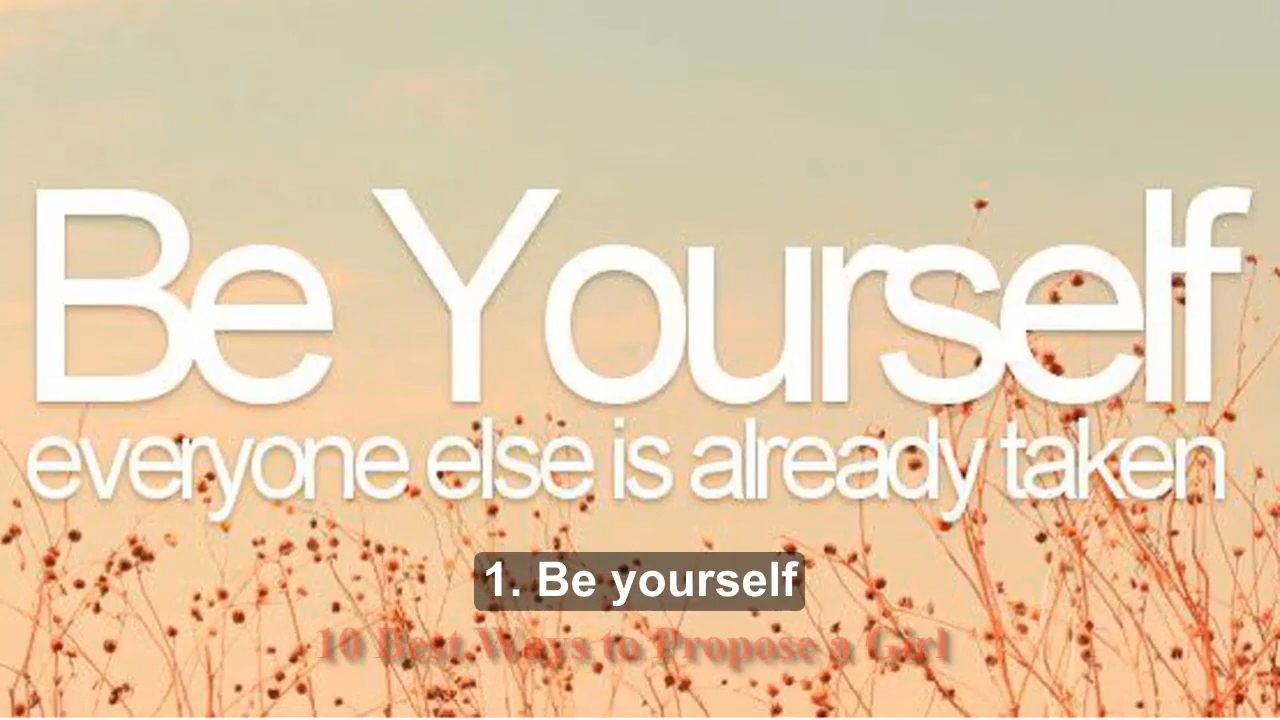 Be Yourself
everyone else is already taken
1. Be yourself
10 Best Ways to Propose a Girl